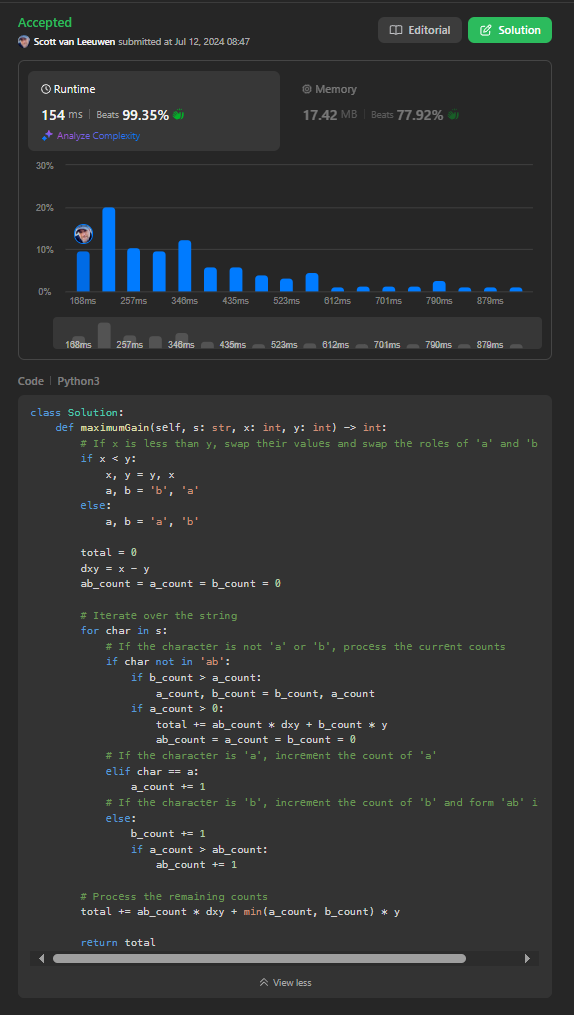 Accepted
Editorial
Solution
Scott van Leeuwen submitted at Jul 12, 2024 08:47
Runtime
Memory
154 ms | Beats 99.35%
17.42 MB | Beats 77.92%
Analyze Complexity
30%
20%
10%
0%
168ms 257ms 346ms 435ms 523ms 612ms 701ms 790ms 879ms
168ms 257ms 346ms 435ms 523ms 612ms 701ms 790ms 879ms
Code | Python3
class Solution:
    def maximumGain(self, s: str, x: int, y: int) -> int:
        # If x is less than y, swap their values and swap the roles of 'a' and 'b
        if x < y:
            x, y = y, x
            a, b = 'b', 'a'
        else:
            a, b = 'a', 'b'
        total = 0
        dxy = x - y
        ab_count = a_count = b_count = 0
        # Iterate over the string
        for char in s:
            # If the character is not 'a' or 'b', process the current counts
            if char not in 'ab':
                if b_count > a_count:
                    a_count, b_count = b_count, a_count
                if a_count > 0:
                    total += ab_count * dxy + b_count * y
                    ab_count = a_count = b_count = 0
            # If the character is 'a', increment the count of 'a'
            elif char == a:
                a_count += 1
            # If the character is 'b', increment the count of 'b' and form 'ab' i
            else:
                b_count += 1
                if a_count > ab_count:
                    ab_count += 1
        # Process the remaining counts
        total += ab_count * dxy + min(a_count, b_count) * y
        return total
View less